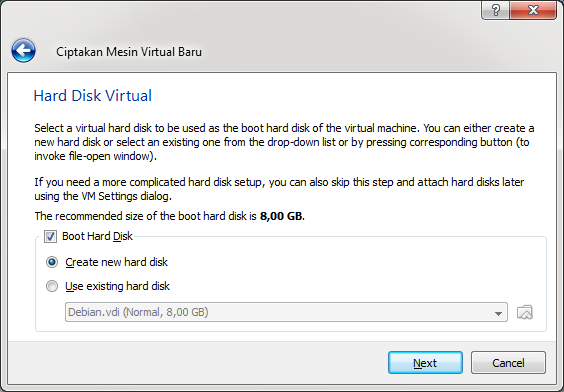 ?
Ciptakan Mesin Virtual Baru
Hard Disk Virtual
Select a virtual hard disk to be used as the boot hard disk of the virtual machine. You can either create a
new hard disk or select an existing one from the drop-down list or by pressing corresponding button (to
invoke file-open window).
If you need a more complicated hard disk setup, you can also skip this step and attach hard disks later
using the VM Settings dialog.
The recommended size of the boot hard disk is 8,00 GB.
Boot Hard Disk
Create new hard disk
Use existing hard disk
Debian.vdi (Normal, 8,00 GB)
Next
Cancel